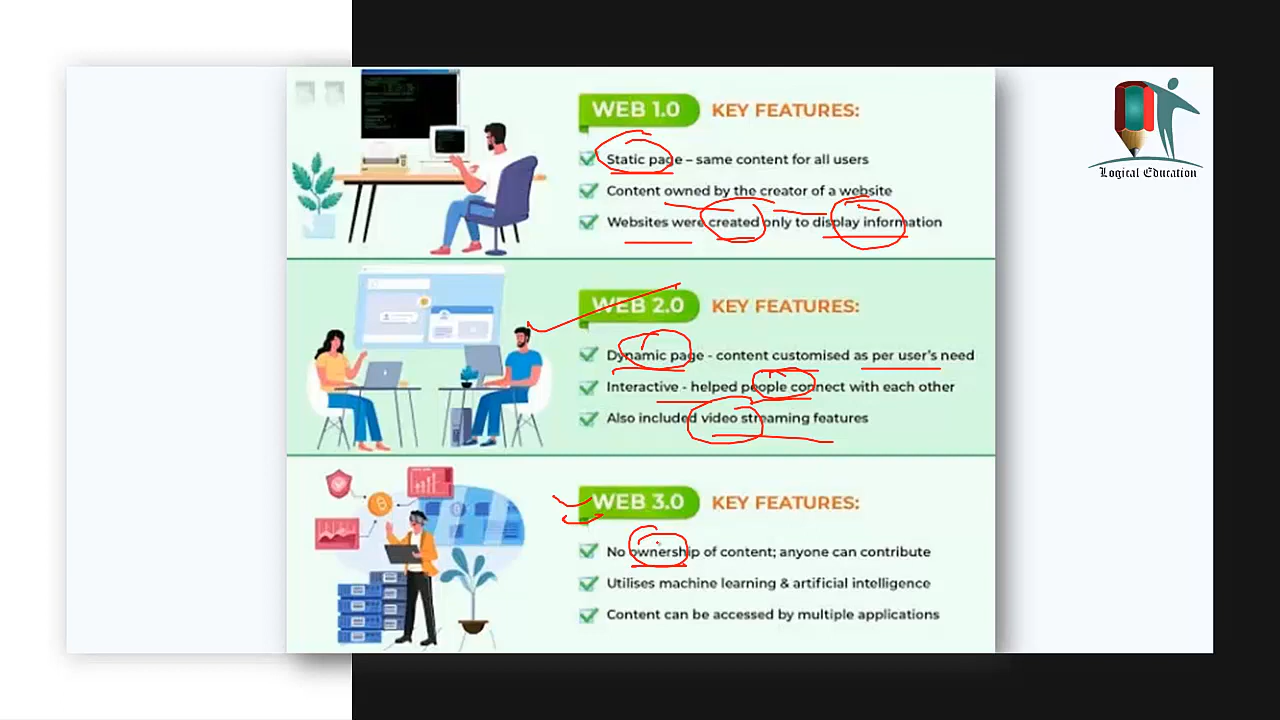 WEB 1.0 KEY FEATURES:
Static page – same content for all users
Content owned by the creator of a website
Websites were created only to display information
WEB 2.0 KEY FEATURES:
Dynamic page - content customised as per user's need
Interactive - helped people connect with each other
Also included video streaming features
WEB 3.0 KEY FEATURES:
No ownership of content; anyone can contribute
Utilises machine learning & artificial intelligence
Content can be accessed by multiple applications
Logical Education